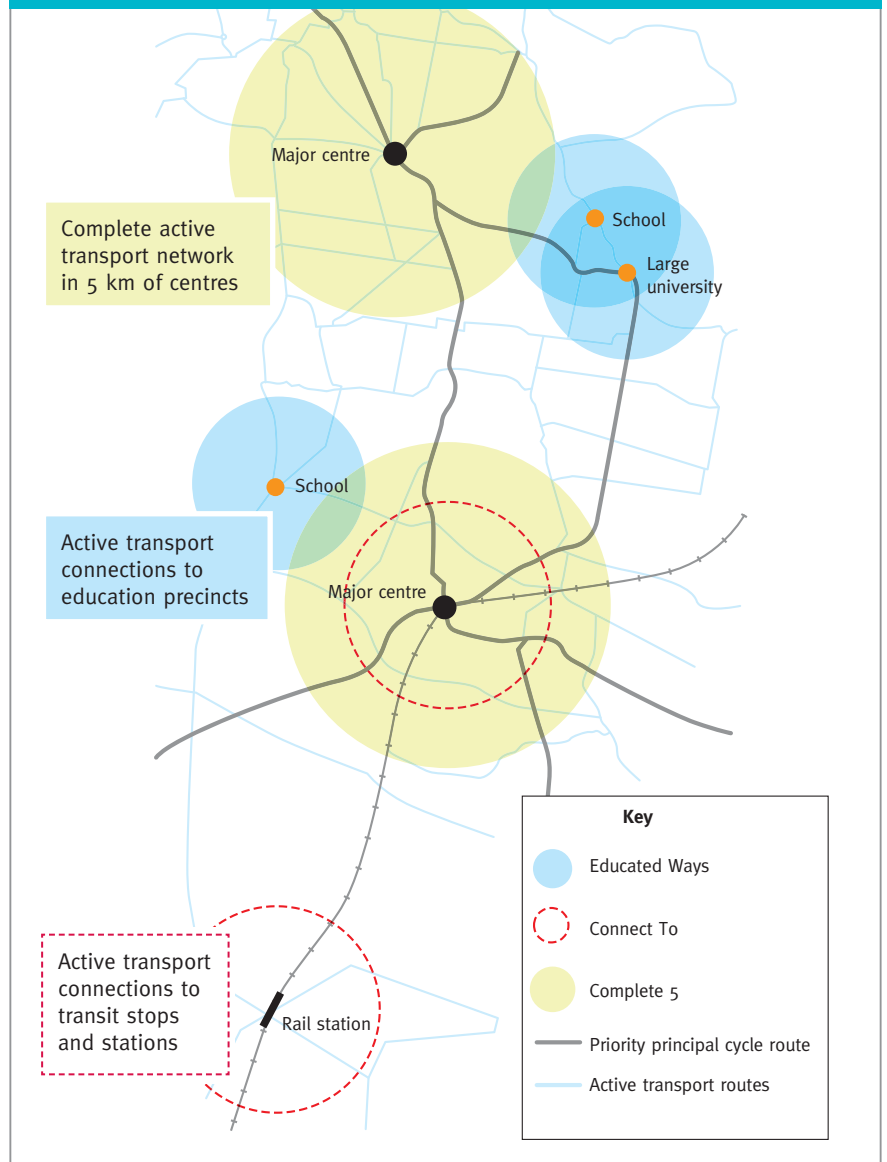 Major centre
Complete active
transport network
in 5 km of centres
School
Large
university
School
Active transport
connections to
education precincts
Major centre
Active transport
connections to
transit stops
and stations
Rail station
Key
Educated Ways
Connect To
Complete 5
Priority principal cycle route
Active transport routes